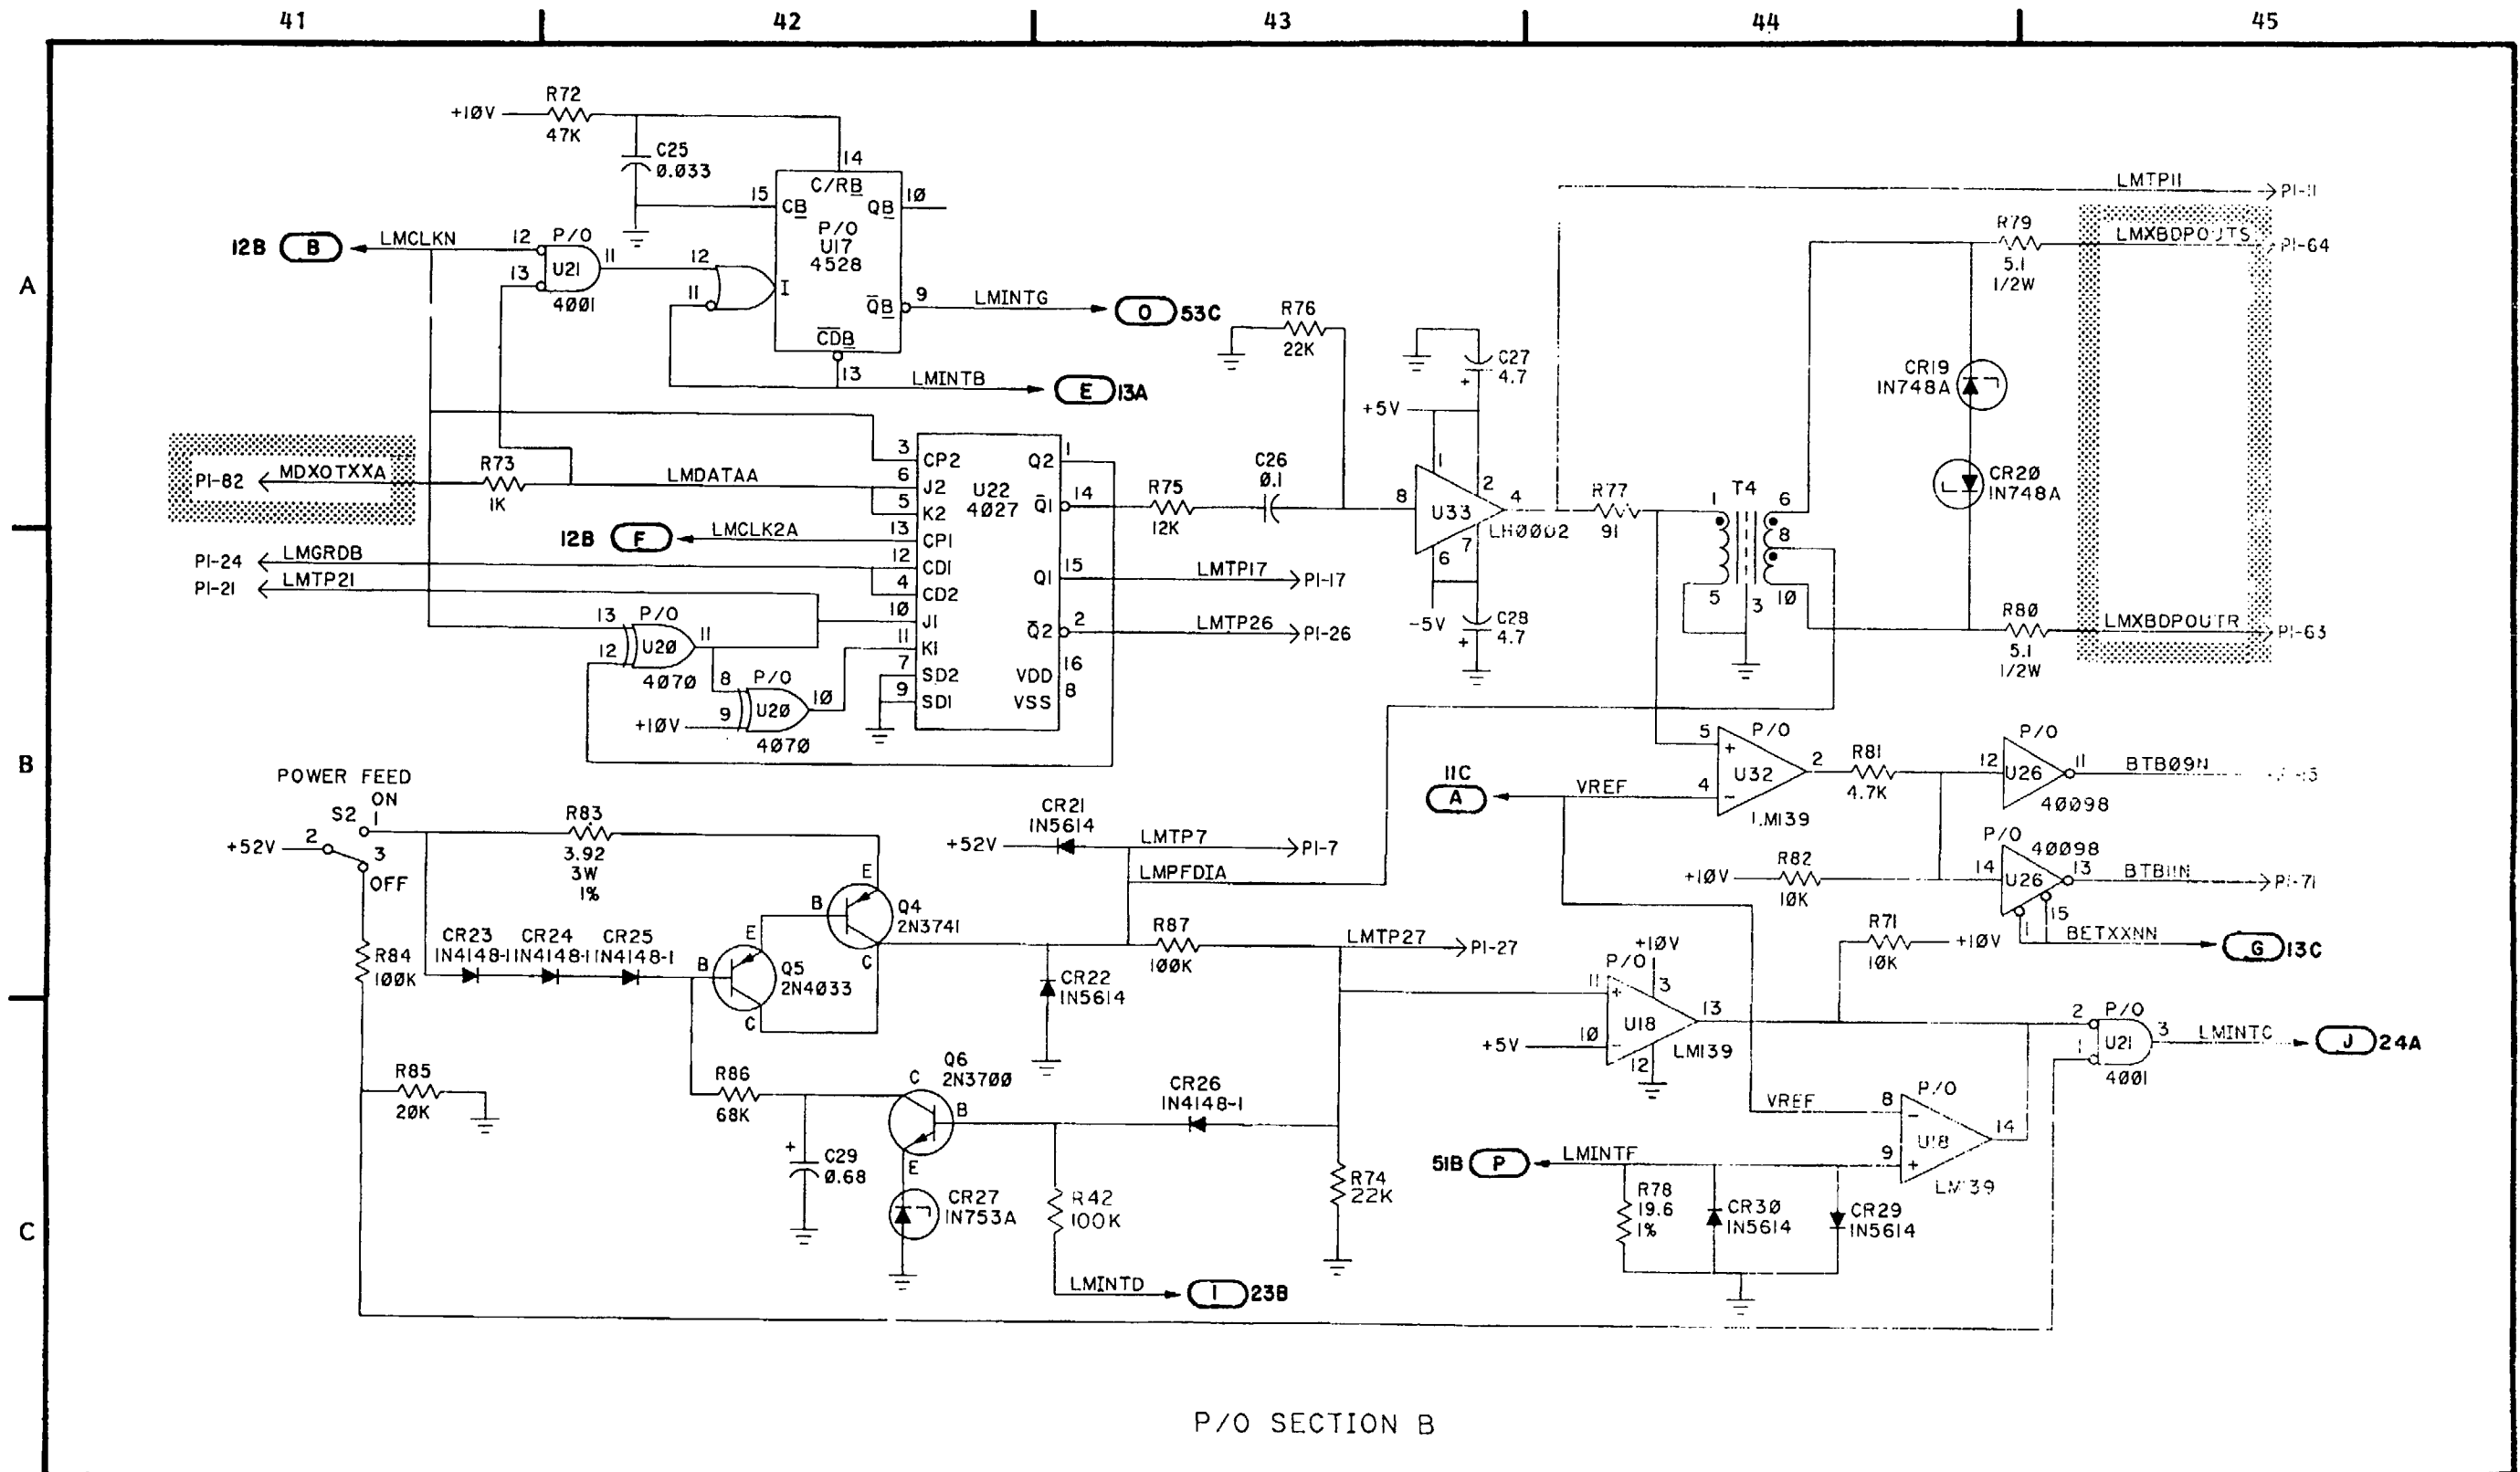 41 42 43 44 45
A
B
C
+10V
R72
47K
C25
0.033
14
C/RB
15
CB
QB
10
P/O
U17
4528
12B
B
LMCLKN
12
P/O
13
U21
11
4001
12
11
I
QB
9
LMINTG
O
53C
CDB
13
LMINTB
E
13A
PI-82
MDXOTXXA
R73
1K
LMDATAA
3
CP2
6
J2
5
K2
13
CP1
12
CD1
4
CD2
10
J1
11
K1
7
SD2
9
SD1
U22
4027
Q2
1
Q1
14
Q1
15
Q2
2
VDD
16
VSS
8
12B
F
LMCLK2A
PI-24
LMGRDB
PI-21
LMTP21
13
P/O
12
U20
11
4070
8
P/O
+10V
9
U20
10
4070
R75
12K
C26
0.1
R76
22K
LMTP17
PI-17
LMTP26
PI-26
C27
4.7
+
+5V
1
2
8
U33
4
LH0002
6
7
-5V
C28
4.7
+
R77
91
T4
1
6
8
5
3
10
LMTP11
PI-11
R79
5.1
1/2W
LMXBDPOUTS
PI-64
CR19
1N748A
CR20
1N748A
R80
5.1
1/2W
LMXBDPOUTR
PI-63
5
P/O
+
U32
2
4
-
LM139
R81
4.7K
P/O
12
U26
11
BTB09N
40098
11C
A
VREF
P/O
40098
+10V
R82
10K
14
U26
13
BTB11N
PI-71
1
15
BETXXNN
G
13C
POWER FEED
ON
S2
1
+52V
2
3
OFF
R83
3.92
3W
1%
R84
100K
CR23
1N4148-1
CR24
1N4148-1
CR25
1N4148-1
B
E
Q5
2N4033
C
B
E
Q4
2N3741
C
+52V
CR21
1N5614
LMTP7
PI-7
LMPFDIA
R87
100K
LMTP27
PI-27
CR22
1N5614
R85
20K
R86
68K
C
Q6
2N3700
B
E
+
C29
0.68
CR27
1N753A
CR26
1N4148-1
R42
100K
R74
22K
LMINTD
I
23B
R71
10K
+10V
+10V
P/O
3
11
+
U18
13
+5V
10
-
12
LM139
2
P/O
1
U21
3
4001
LMINTC
J
24A
VREF
8
P/O
-
U18
14
9
+
LM139
51B
P
LMINTF
R78
19.6
1%
CR30
1N5614
CR29
1N5614
P/O SECTION B